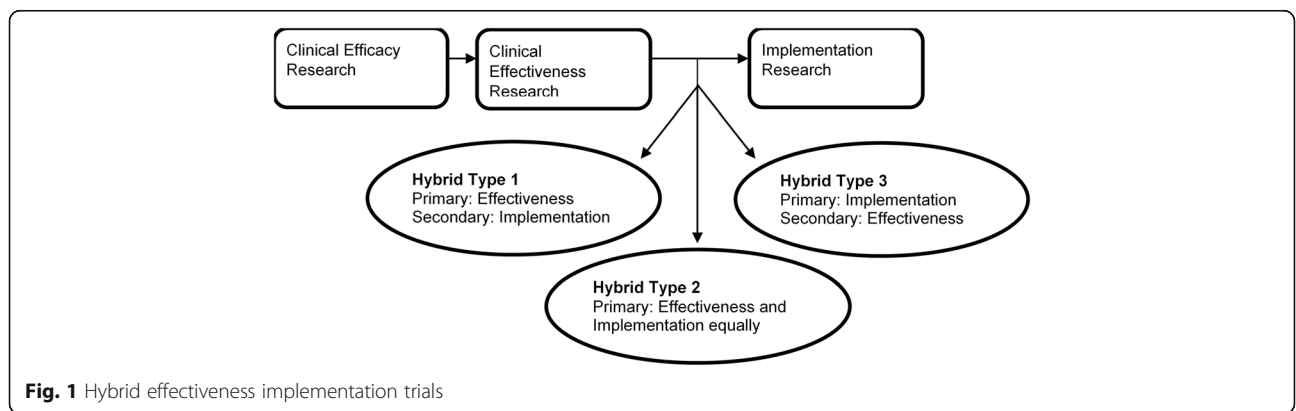 Clinical Efficacy
Research
Clinical
Effectiveness
Research
Implementation
Research
Hybrid Type 1
Primary: Effectiveness
Secondary: Implementation
Hybrid Type 3
Primary: Implementation
Secondary: Effectiveness
Hybrid Type 2
Primary: Effectiveness and
Implementation equally
Fig. 1 Hybrid effectiveness implementation trials